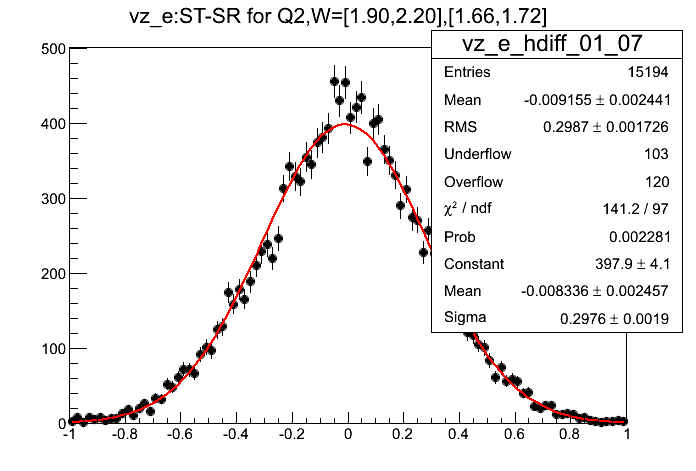 vz_e:ST-SR for Q2,W=[1.90,2.20],[1.66,1.72]
vz_e_hdiff_01_07
Entries 15194
Mean -0.009155 ± 0.002441
RMS 0.2987 ± 0.001726
Underflow 103
Overflow 120
χ² / ndf 141.2 / 97
Prob 0.002281
Constant 397.9 ± 4.1
Mean -0.008336 ± 0.002457
Sigma 0.2976 ± 0.0019
500
400
300
200
100
0
-1 -0.8 -0.6 -0.4 -0.2 0 0.2 0.4 0.6 0.8 1